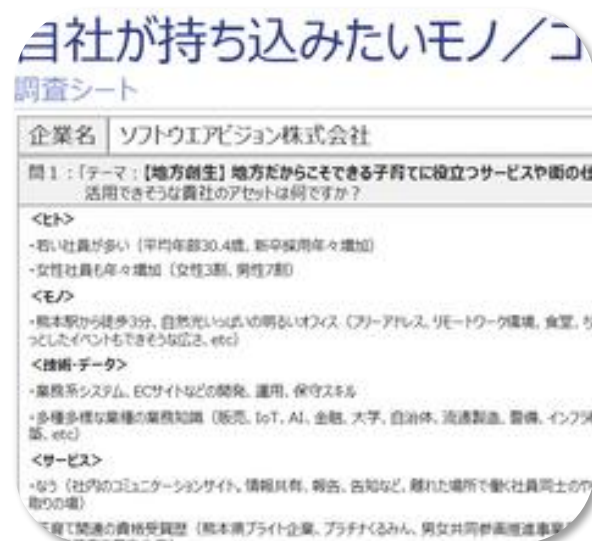 自社が持ち込みたいモノ／コ
調査シート
企業名 ソフトウエアビジョン株式会社
問1：「テーマ：【地方創生】地方だからこそできる子育てに役立つサービスや街の仕
活用できそうな貴社のアセットは何ですか？
<ヒト>
・若い社員が多い（平均年齢30.4歳、新卒採用年々増加）
・女性社員も年々増加（女性3割、男性7割）
<モノ>
・熊本駅から徒歩3分、自然光いっぱいの明るいオフィス（フリーアドレス、リモートワーク環境、食堂、ち
っとしたイベントもできそうな広さ、etc）
<技術・データ>
・業務系システム、ECサイトなどの開発、運用、保守スキル
・多種多様な業種の業務知識（販売、IoT、AI、金融、大学、自治体、流通製造、警備、インフラ構
築、etc）
<サービス>
・なう（社内のコミュニケーションサイト。情報共有、報告、告知など、離れた場所で働く社員同士のや
取りの場）
子育て関連の資格受賞歴（熊本県ブライト企業、プラチナくるみん、男女共同参画推進事業